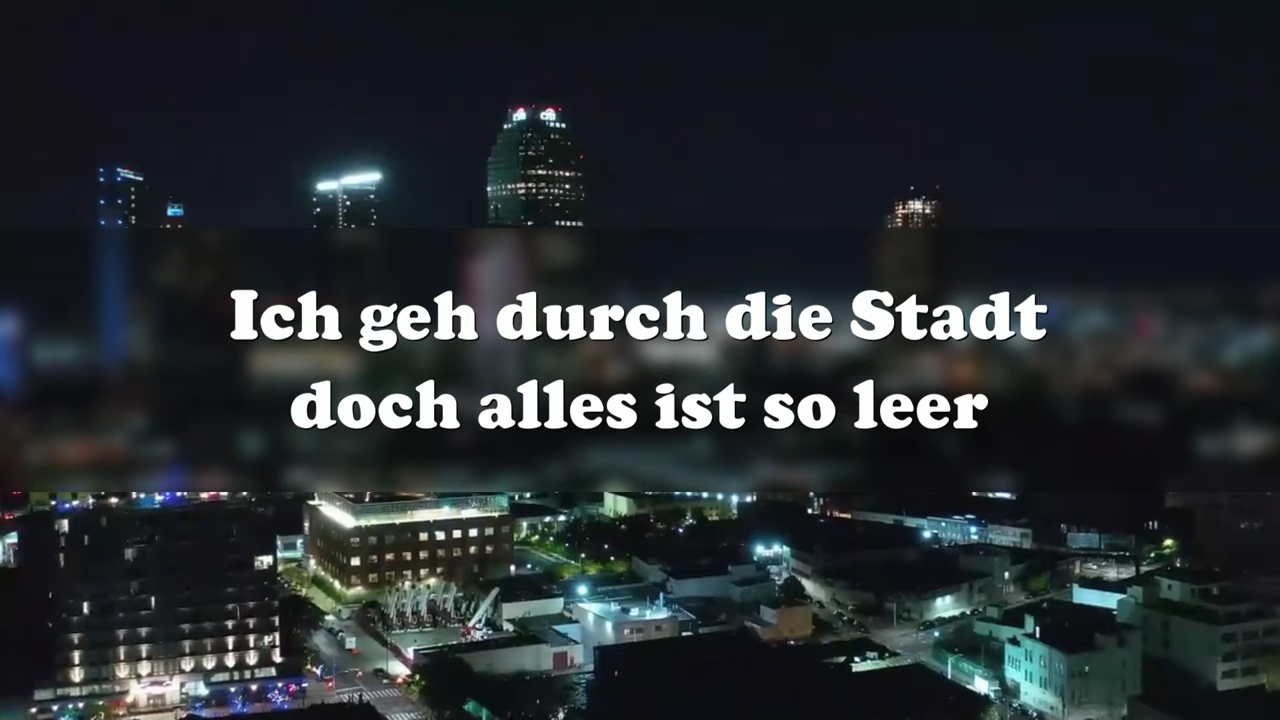 Ich geh durch die Stadt
doch alles ist so leer